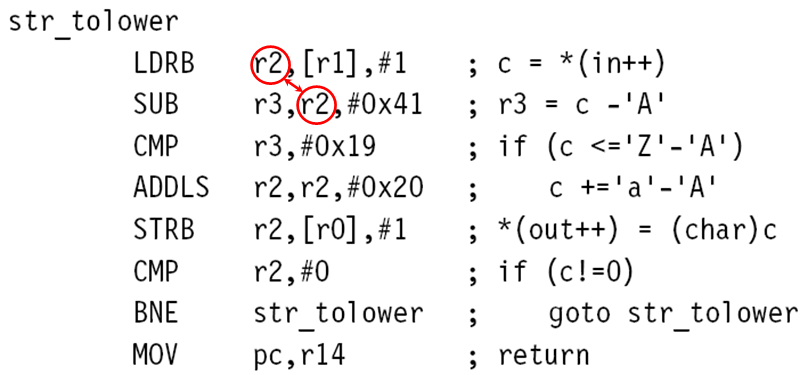 str_tolower
LDRB r2,[r1],#1 ; c = *(in++)
SUB r3,r2,#0x41 ; r3 = c -'A'
CMP r3,#0x19 ; if (c <='Z'-'A')
ADDLS r2,r2,#0x20 ; c +='a'-'A'
STRB r2,[r0],#1 ; *(out++) = (char)c
CMP r2,#0 ; if (c!=0)
BNE str_tolower ; goto str_tolower
MOV pc,r14 ; return